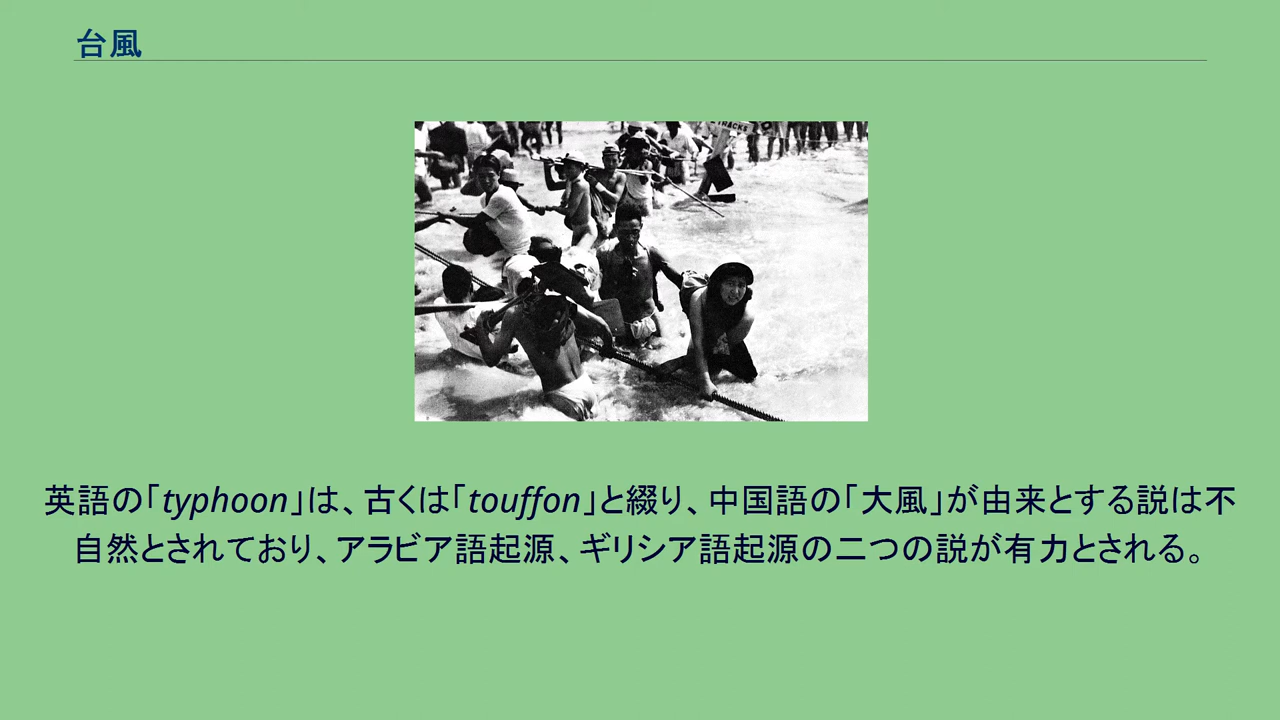 台風
TRACKS
英語の「typhoon」は、古くは「touffon」と綴り、中国語の「大風」が由来とする説は不
自然とされており、アラビア語起源、ギリシア語起源の二つの説が有力とされる。